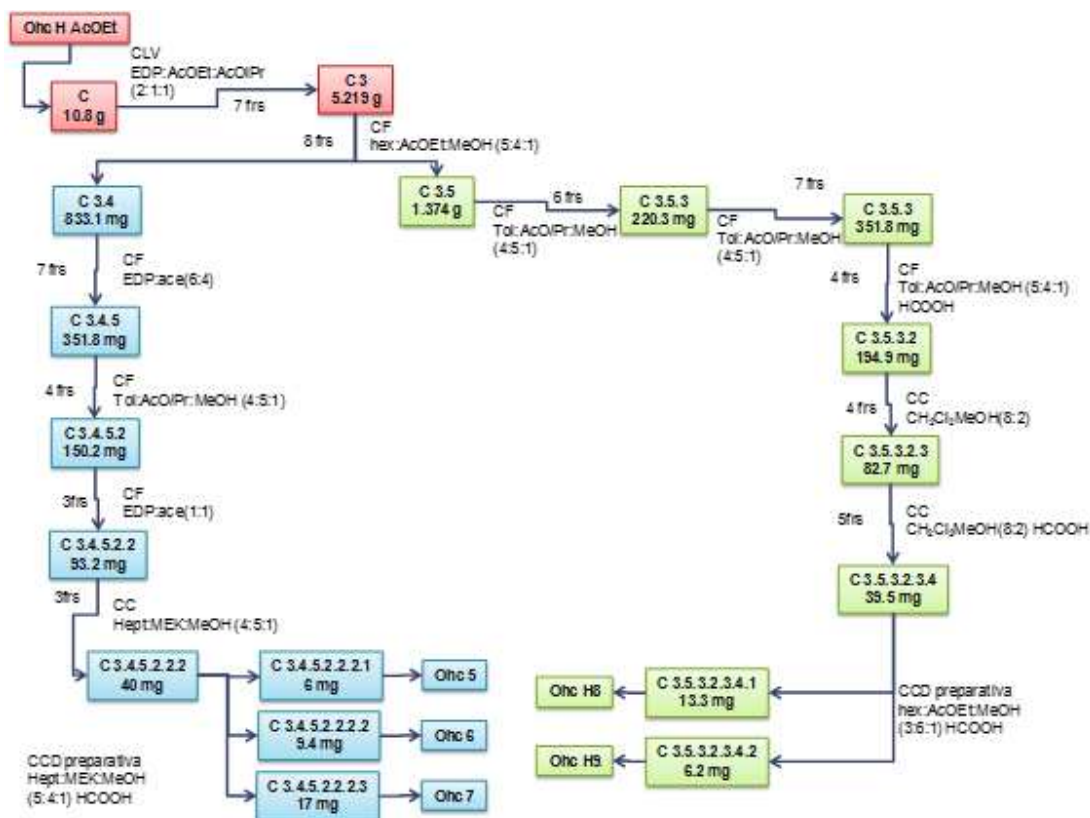 Ohc H AcOEt
CLV
EDP:AcOEt:AcOiPr
(2:1:1)
C
10.8 g
7 frs
C 3
5.219 g
8 frs
CF
hex:AcOEt:MeOH (5:4:1)
C 3.4
833.1 mg
C 3.5
1.374 g
6 frs
CF
Tol:AcOiPr:MeOH
(4:5:1)
C 3.5.3
220.3 mg
7 frs
CF
Tol:AcOiPr:MeOH
(4:5:1)
C 3.5.3
351.8 mg
7 frs
CF
EDP:ace(6:4)
C 3.4.5
351.8 mg
4 frs
CF
Tol:AcOiPr:MeOH (4:5:1)
C 3.4.5.2
150.2 mg
3frs
CF
EDP:ace(1:1)
C 3.4.5.2.2
93.2 mg
3frs
CC
Hept:MEK:MeOH (4:5:1)
C 3.4.5.2.2.2
40 mg
C 3.4.5.2.2.2.1
6 mg
Ohc 5
C 3.4.5.2.2.2.2
9.4 mg
Ohc 6
C 3.4.5.2.2.2.3
17 mg
Ohc 7
CCD preparativa
Hept:MEK:MeOH
(5:4:1) HCOOH
4 frs
CF
Tol:AcOiPr:MeOH (5:4:1)
HCOOH
C 3.5.3.2
194.9 mg
4 frs
CC
CH₂Cl₂MeOH(8:2)
C 3.5.3.2.3
82.7 mg
5frs
CC
CH₂Cl₂MeOH(8:2) HCOOH
C 3.5.3.2.3.4
39.5 mg
Ohc H8
C 3.5.3.2.3.4.1
13.3 mg
Ohc H9
C 3.5.3.2.3.4.2
6.2 mg
CCD preparativa
hex:AcOEt:MeOH
(3:6:1) HCOOH